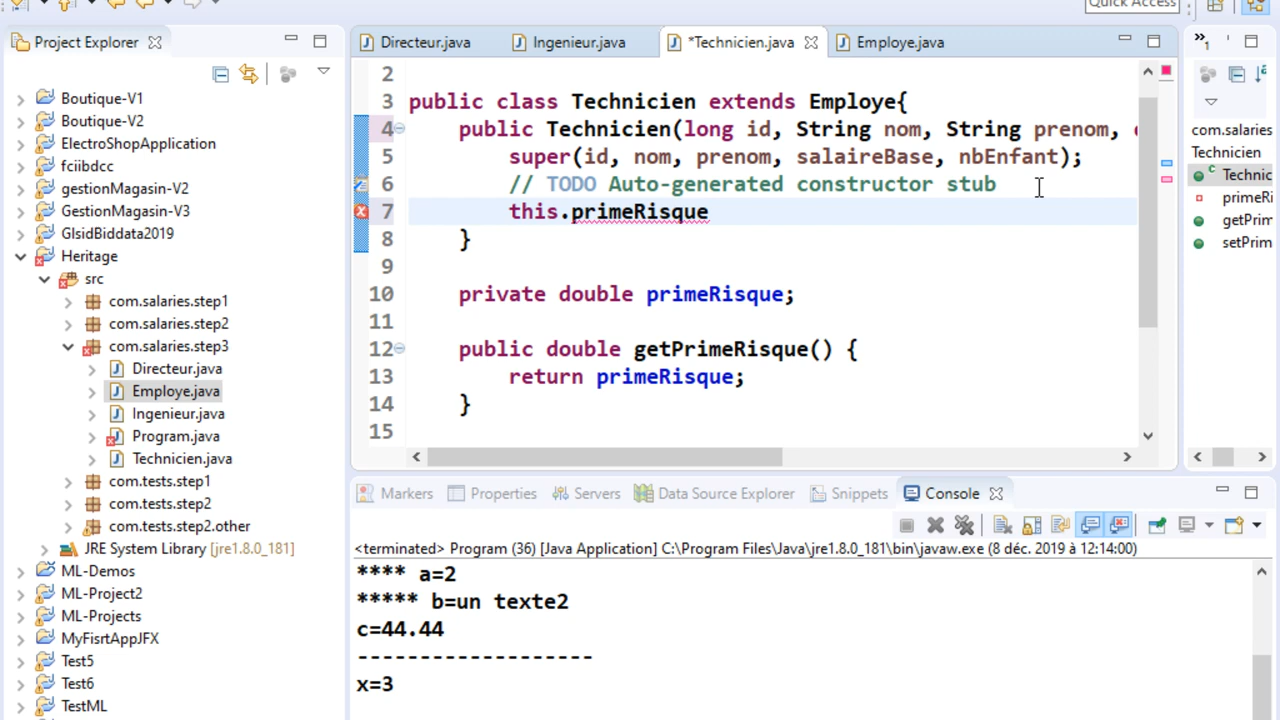 Quick Access
Project Explorer
Boutique-V1
Boutique-V2
ElectroShopApplication
fciibdcc
gestionMagasin-V2
GestionMagasin-V3
GlsidBiddata2019
Heritage
src
com.salaries.step1
com.salaries.step2
com.salaries.step3
Directeur.java
Employe.java
Ingenieur.java
Program.java
Technicien.java
com.tests.step1
com.tests.step2
com.tests.step2.other
JRE System Library [jre1.8.0_181]
ML-Demos
ML-Project2
ML-Projects
MyFisrtAppJFX
Test5
Test6
TestML
Directeur.java Ingenieur.java *Technicien.java Employe.java
2
3 public class Technicien extends Employe{
4 public Technicien(long id, String nom, String prenom,
5 super(id, nom, prenom, salaireBase, nbEnfant);
6 // TODO Auto-generated constructor stub
7 this.primeRisque
8 }
9
10 private double primeRisque;
11
12 public double getPrimeRisque() {
13 return primeRisque;
14 }
15
com.salaries
Technicien
Technic
primeRi
getPrim
setPrim
Markers Properties Servers Data Source Explorer Snippets Console
<terminated> Program (36) [Java Application] C:\Program Files\Java\jre1.8.0_181\bin\javaw.exe (8 déc. 2019 à 12:14:00)
**** a=2
***** b=un texte2
c=44.44
-------------------
x=3